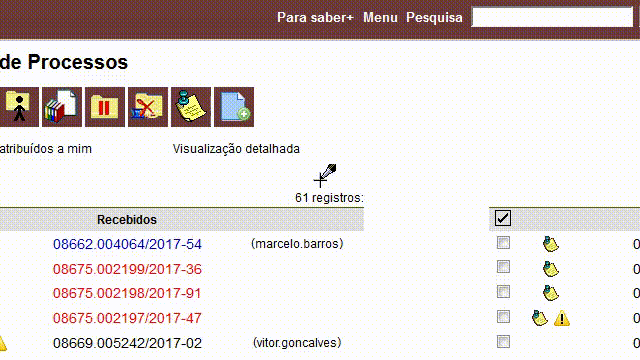 Para saber+ Menu Pesquisa
de Processos
atribuídos a mim Visualização detalhada
61 registros:
Recebidos
08662.004064/2017-54 (marcelo.barros)
08675.002199/2017-36
08675.002198/2017-91
08675.002197/2017-47
08669.005242/2017-02 (vitor.goncalves)